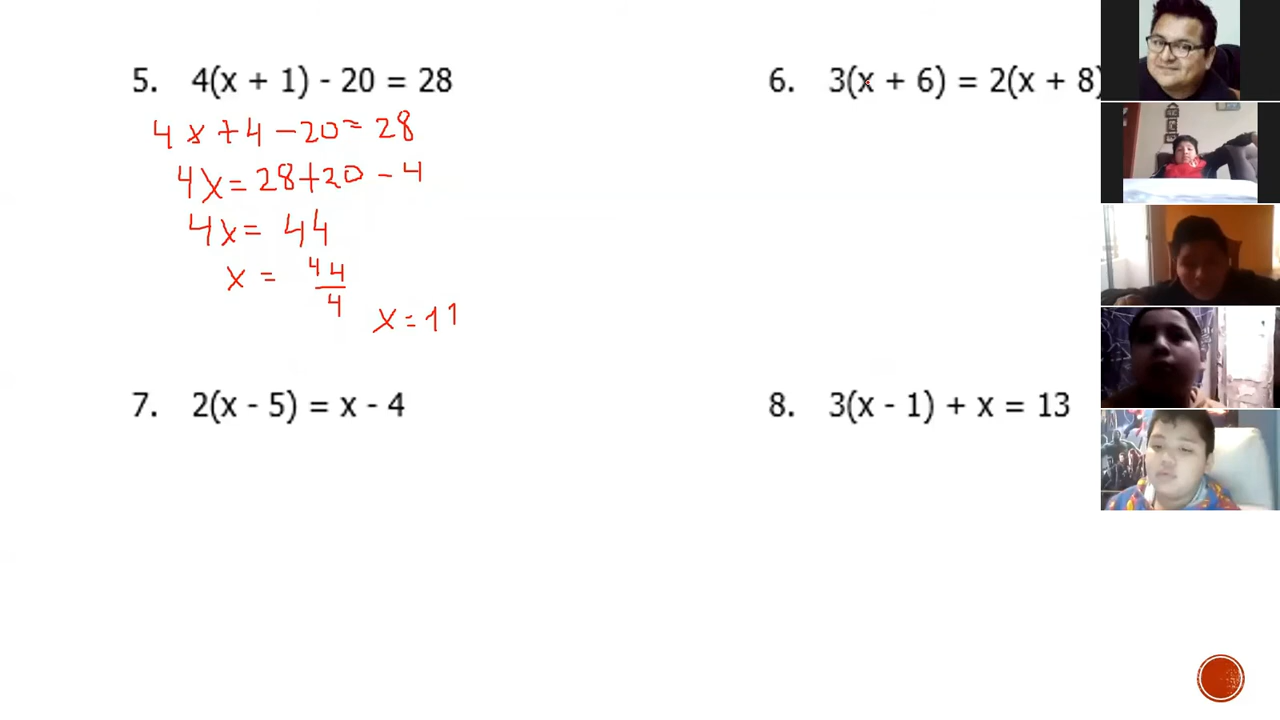 5. 4(x + 1) - 20 = 28
4x+4-20=28
4x=28+20-4
4x=44
x = 44/4
x=11
6. 3(x + 6) = 2(x + 8)
7. 2(x - 5) = x - 4
8. 3(x - 1) + x = 13